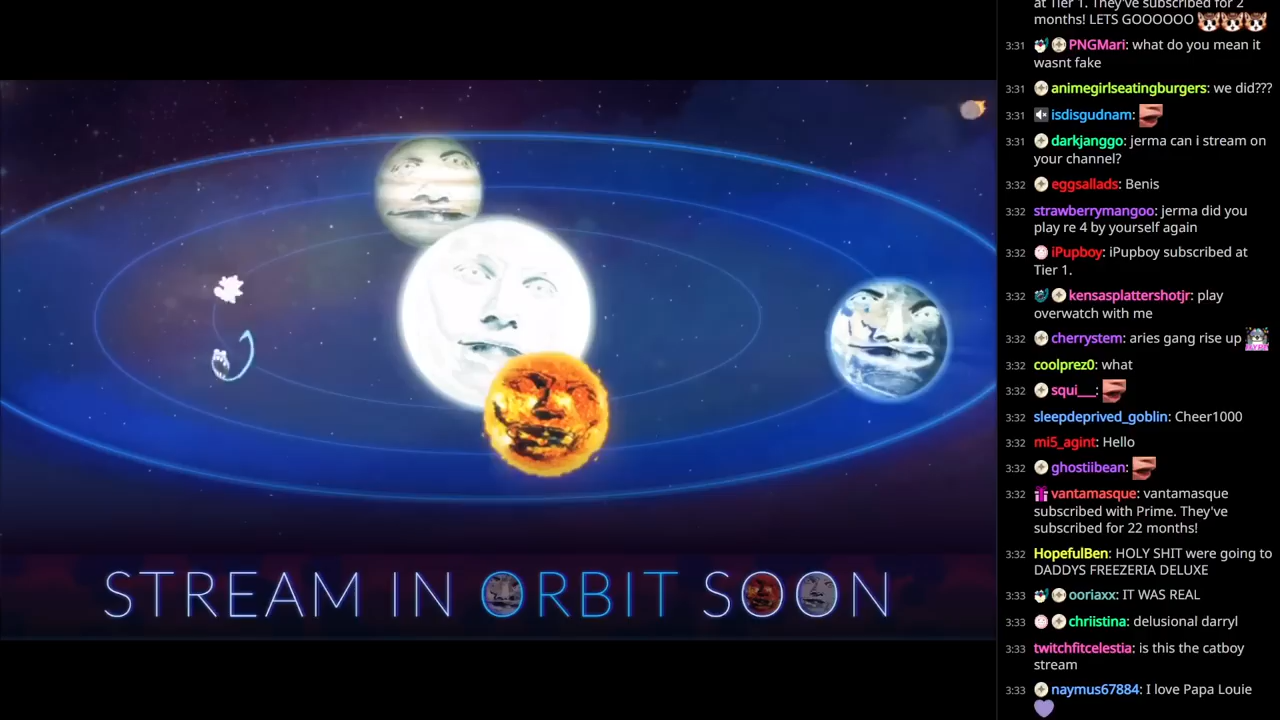 STREAM IN ORBIT SOON
at Tier 1. They've subscribed for 2
months! LETS GOOOOOO
3:31 PNGMari: what do you mean it
wasnt fake
3:31 animegirlseatingburgers: we did???
3:31 isdisgudnam:
3:31 darkjanggo: jerma can i stream on
your channel?
3:32 eggsallads: Benis
3:32 strawberrymangoo: jerma did you
play re 4 by yourself again
3:32 iPupboy: iPupboy subscribed at
Tier 1.
3:32 kensasplattershotjr: play
overwatch with me
3:32 cherrystem: aries gang rise up
3:32 coolprez0: what
3:32 squi___:
3:32 sleepdeprived_goblin: Cheer1000
3:32 mi5_agint: Hello
3:32 ghostiibean:
3:32 vantamasque: vantamasque
subscribed with Prime. They've
subscribed for 22 months!
3:32 HopefulBen: HOLY SHIT were going to
DADDYS FREEZERIA DELUXE
3:33 ooriaxx: IT WAS REAL
3:33 chriistina: delusional darryl
3:33 twitchfitcelestia: is this the catboy
stream
3:33 naymus67884: I love Papa Louie